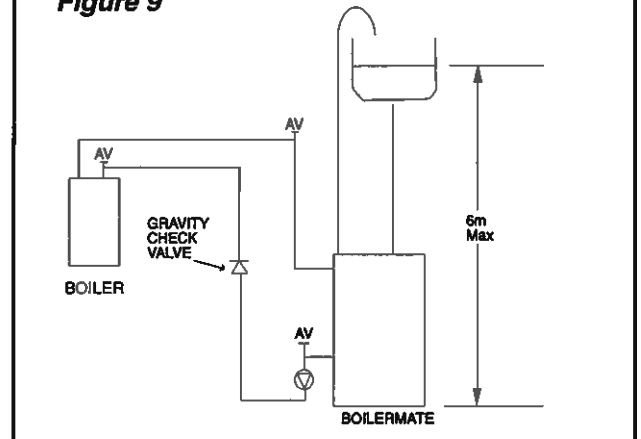 Figure 9
AV
AV
GRAVITY
CHECK
VALVE
BOILER
6m
Max
AV
BOILERMATE